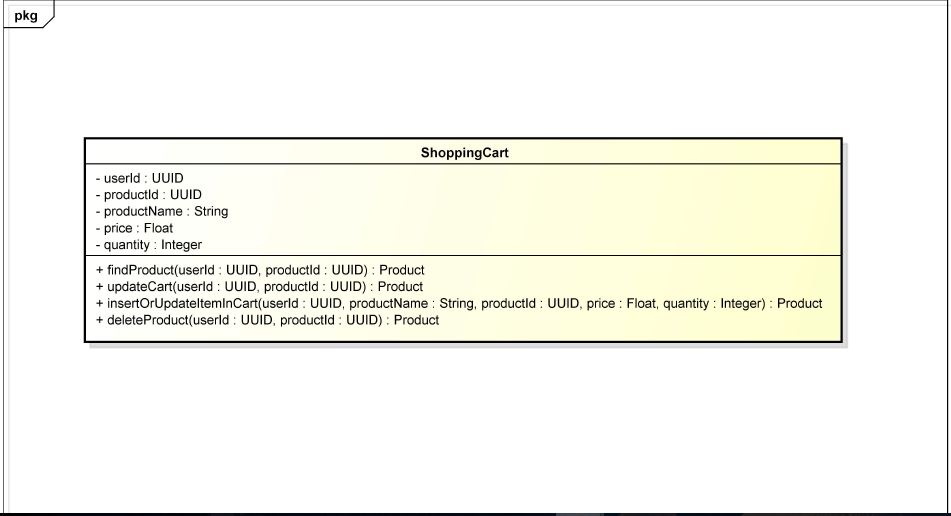 pkg
ShoppingCart
- userId : UUID
- productId : UUID
- productName : String
- price : Float
- quantity : Integer
+ findProduct(userId : UUID, productId : UUID) : Product
+ updateCart(userId : UUID, productId : UUID) : Product
+ insertOrUpdateItemInCart(userId : UUID, productName : String, productId : UUID, price : Float, quantity : Integer) : Product
+ deleteProduct(userId : UUID, productId : UUID) : Product